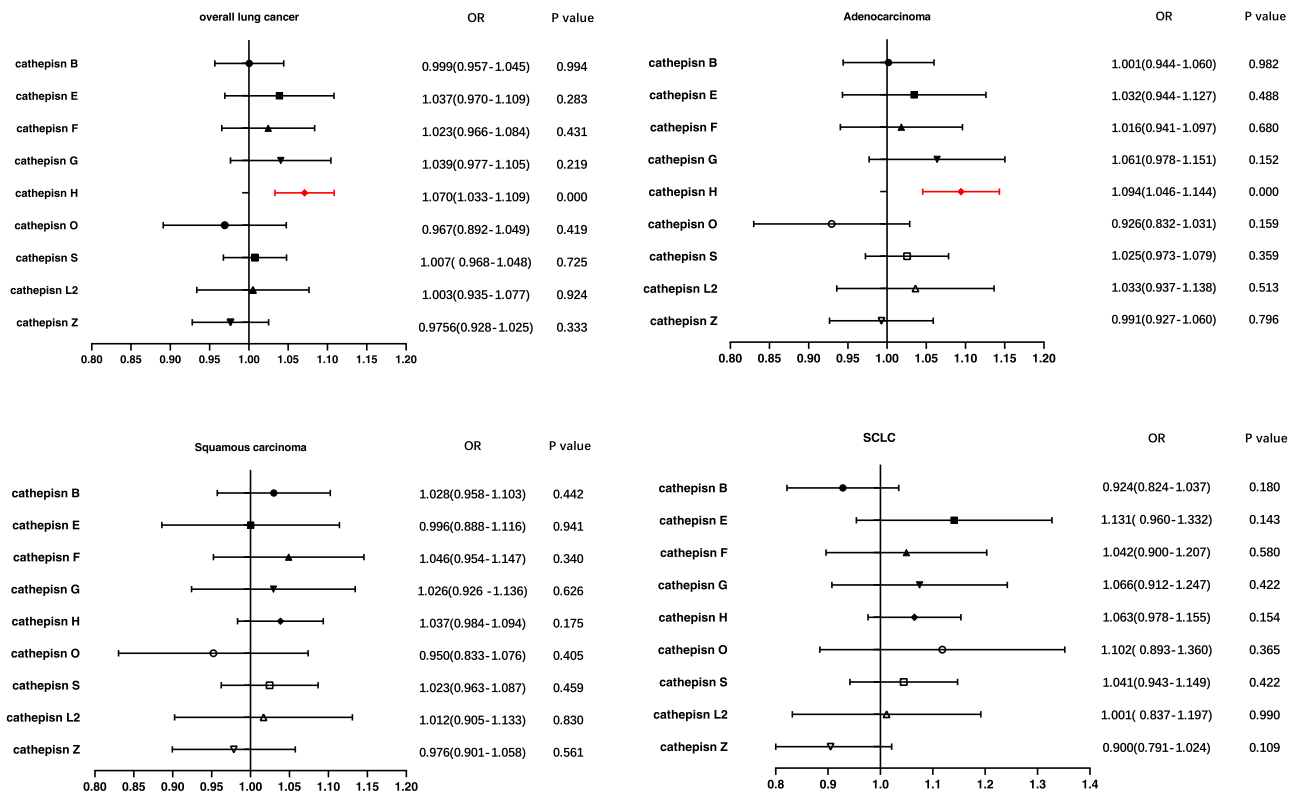 overall lung cancer OR P value
cathepisn B 0.999(0.957-1.045) 0.994
cathepisn E 1.037(0.970-1.109) 0.283
cathepisn F 1.023(0.966-1.084) 0.431
cathepisn G 1.039(0.977-1.105) 0.219
cathepisn H 1.070(1.033-1.109) 0.000
cathepisn O 0.967(0.892-1.049) 0.419
cathepisn S 1.007( 0.968-1.048) 0.725
cathepisn L2 1.003(0.935-1.077) 0.924
cathepisn Z 0.9756(0.928-1.025) 0.333
0.80 0.85 0.90 0.95 1.00 1.05 1.10 1.15 1.20
Adenocarcinoma OR P value
cathepisn B 1.001(0.944-1.060) 0.982
cathepisn E 1.032(0.944-1.127) 0.488
cathepisn F 1.016(0.941-1.097) 0.680
cathepisn G 1.061(0.978-1.151) 0.152
cathepisn H 1.094(1.046-1.144) 0.000
cathepisn O 0.926(0.832-1.031) 0.159
cathepisn S 1.025(0.973-1.079) 0.359
cathepisn L2 1.033(0.937-1.138) 0.513
cathepisn Z 0.991(0.927-1.060) 0.796
0.80 0.85 0.90 0.95 1.00 1.05 1.10 1.15 1.20
Squamous carcinoma OR P value
cathepisn B 1.028(0.958-1.103) 0.442
cathepisn E 0.996(0.888-1.116) 0.941
cathepisn F 1.046(0.954-1.147) 0.340
cathepisn G 1.026(0.926 -1.136) 0.626
cathepisn H 1.037(0.984-1.094) 0.175
cathepisn O 0.950(0.833-1.076) 0.405
cathepisn S 1.023(0.963-1.087) 0.459
cathepisn L2 1.012(0.905-1.133) 0.830
cathepisn Z 0.976(0.901-1.058) 0.561
0.80 0.85 0.90 0.95 1.00 1.05 1.10 1.15 1.20
SCLC OR P value
cathepisn B 0.924(0.824-1.037) 0.180
cathepisn E 1.131( 0.960-1.332) 0.143
cathepisn F 1.042(0.900-1.207) 0.580
cathepisn G 1.066(0.912-1.247) 0.422
cathepisn H 1.063(0.978-1.155) 0.154
cathepisn O 1.102( 0.893-1.360) 0.365
cathepisn S 1.041(0.943-1.149) 0.422
cathepisn L2 1.001( 0.837-1.197) 0.990
cathepisn Z 0.900(0.791-1.024) 0.109
0.8 0.9 1.0 1.1 1.2 1.3 1.4